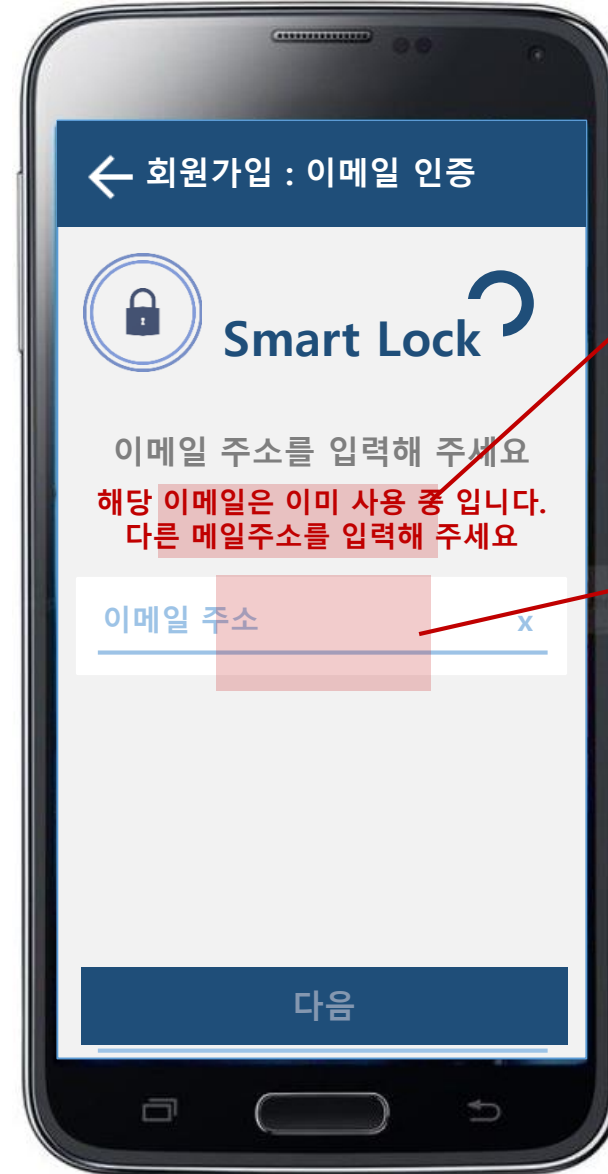 회원가입 : 이메일 인증
Smart Lock
이메일 주소를 입력해 주세요
해당 이메일은 이미 사용 중 입니다.
다른 메일주소를 입력해 주세요
이메일 주소 x
다음